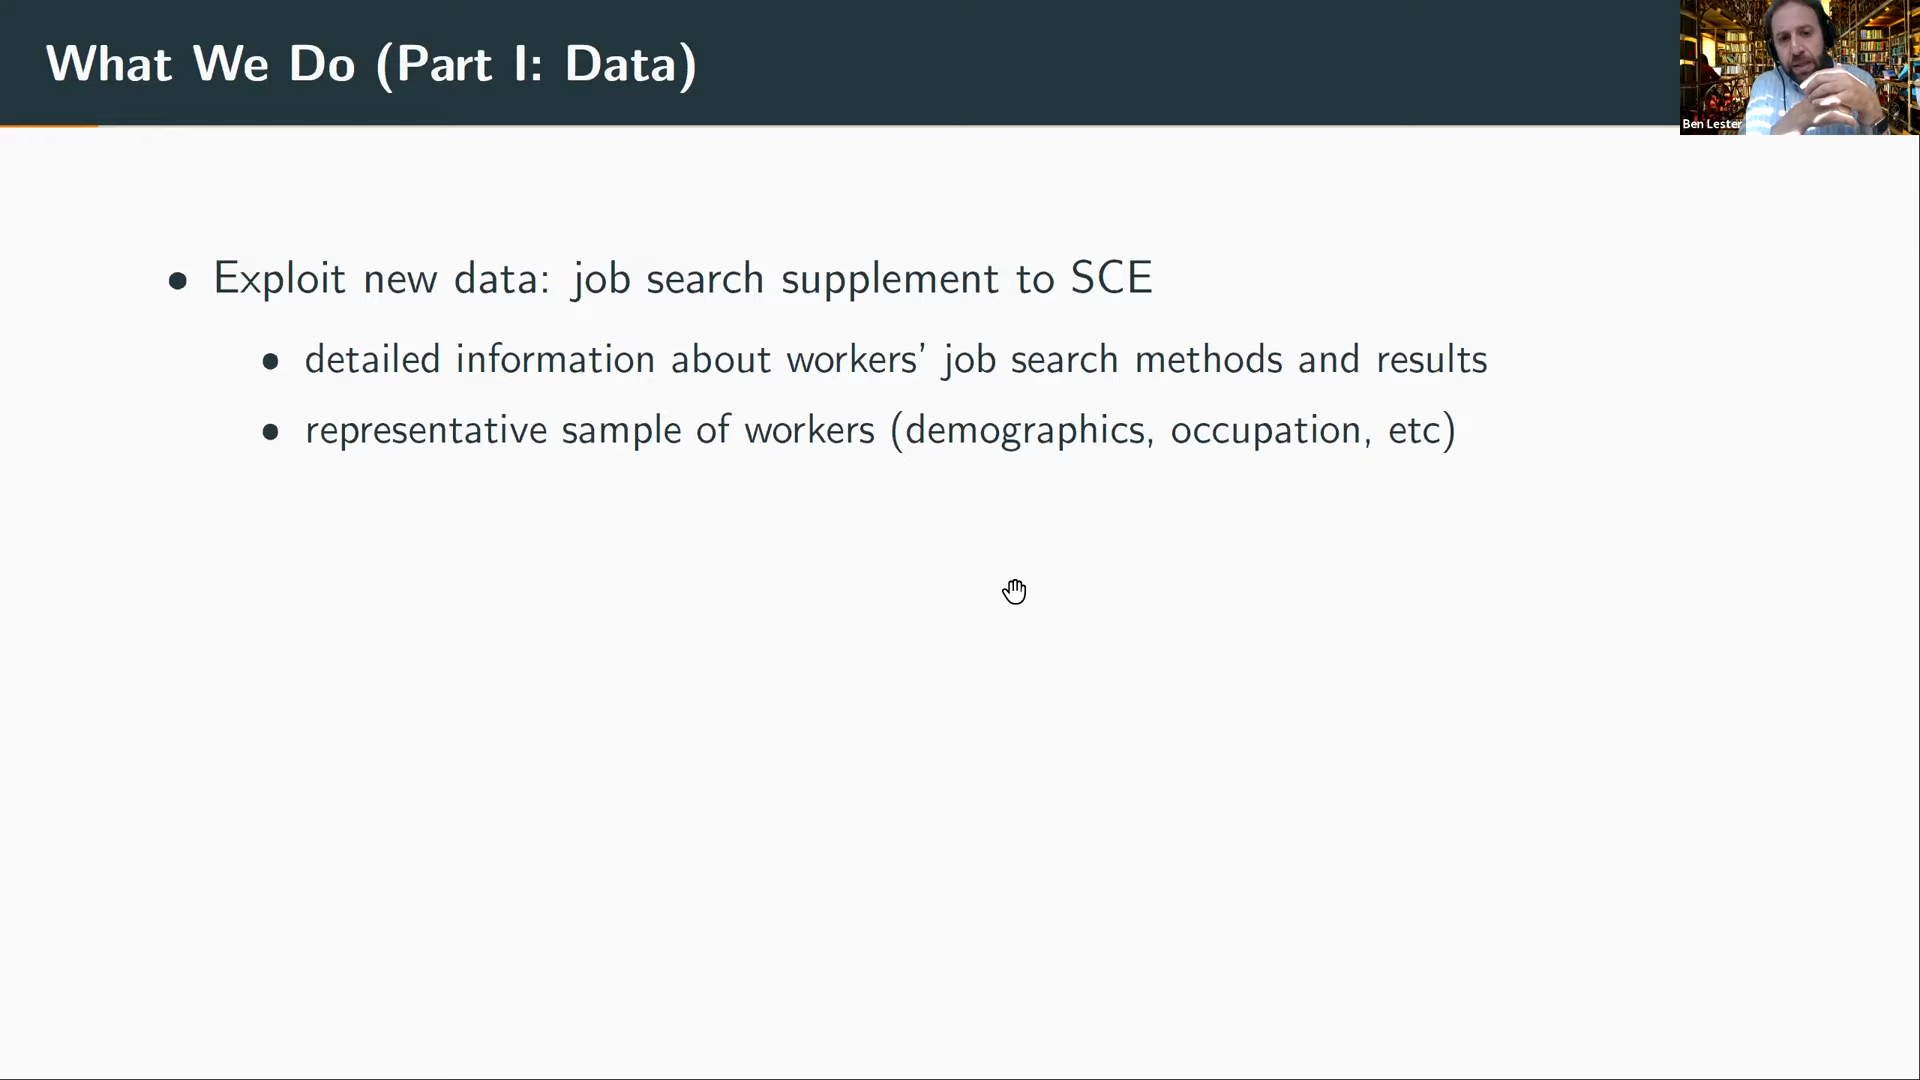 What We Do (Part I: Data)
Ben Lester
• Exploit new data: job search supplement to SCE
• detailed information about workers’ job search methods and results
• representative sample of workers (demographics, occupation, etc)